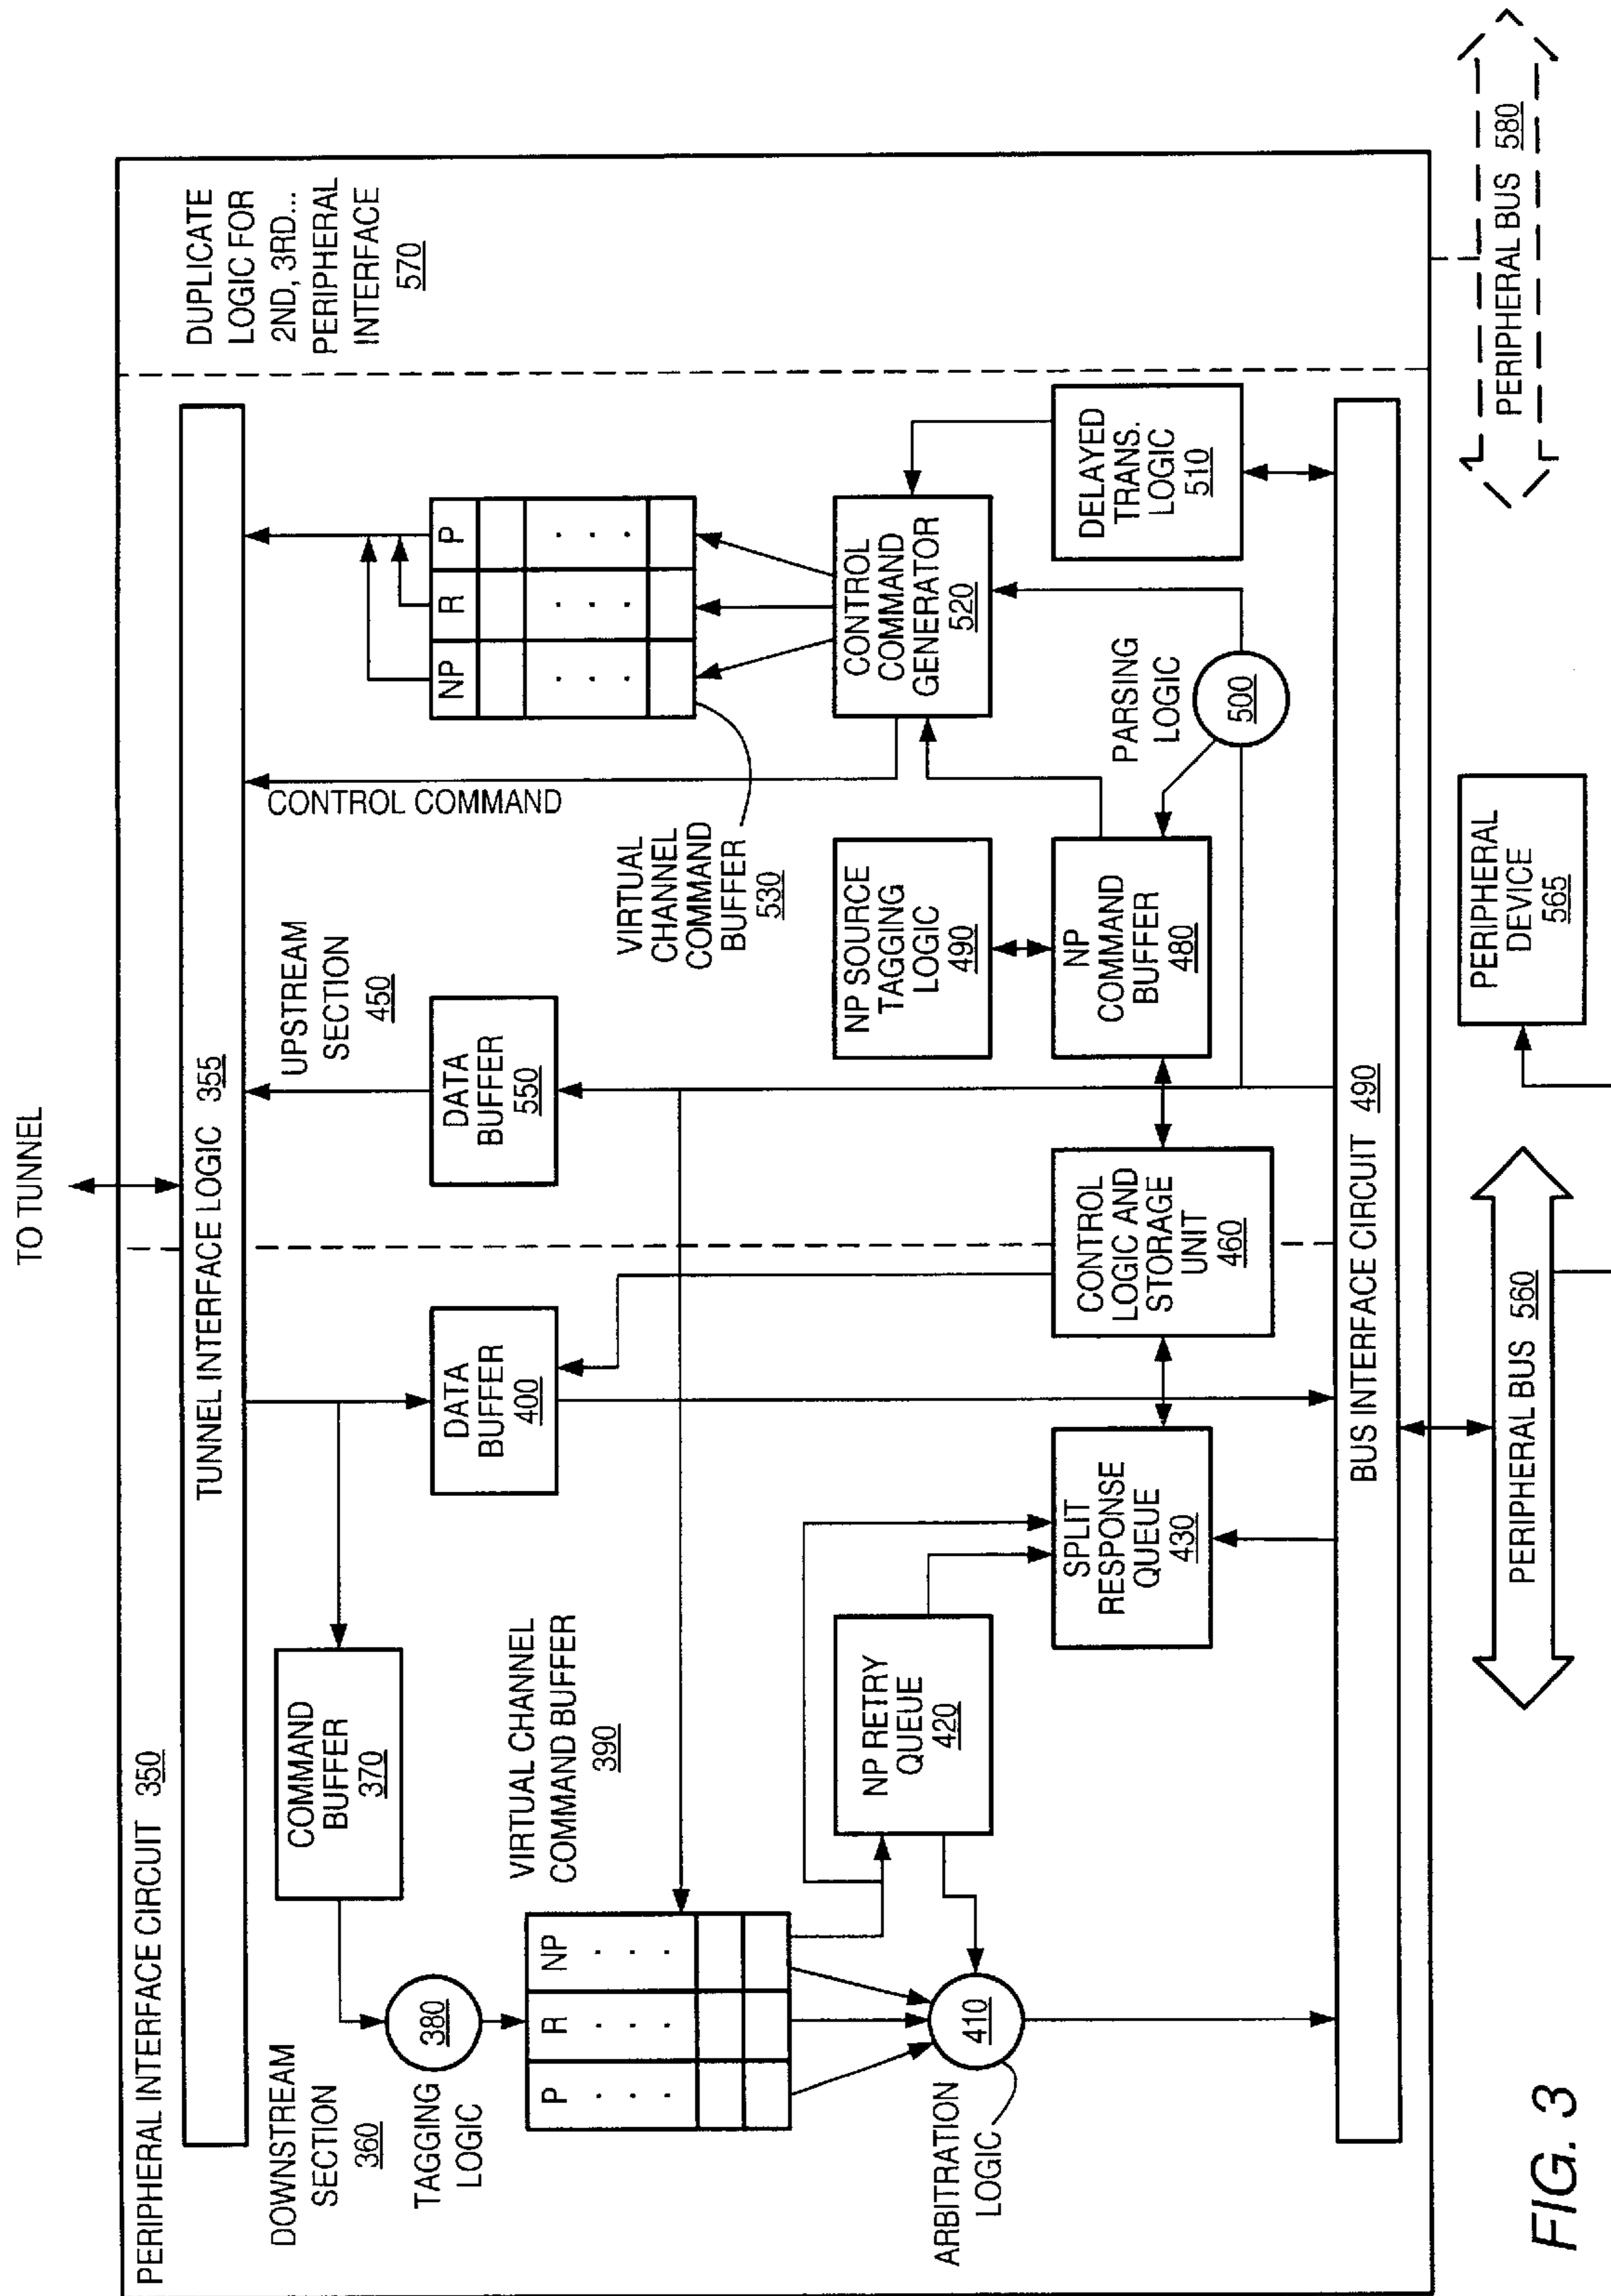 TO TUNNEL
PERIPHERAL INTERFACE CIRCUIT 350
TUNNEL INTERFACE LOGIC 355
DOWNSTREAM
SECTION
360
COMMAND
BUFFER
370
TAGGING
LOGIC
380
VIRTUAL CHANNEL
COMMAND BUFFER
390
P R NP
ARBITRATION
LOGIC
410
NP RETRY
QUEUE
420
DATA
BUFFER
400
SPLIT
RESPONSE
QUEUE
430
CONTROL
LOGIC AND
STORAGE
UNIT
460
UPSTREAM
SECTION
450
DATA
BUFFER
550
CONTROL COMMAND
VIRTUAL
CHANNEL
COMMAND
BUFFER
530
NP R P
NP SOURCE
TAGGING
LOGIC
490
NP
COMMAND
BUFFER
480
PARSING
LOGIC
500
CONTROL
COMMAND
GENERATOR
520
DELAYED
TRANS.
LOGIC
510
DUPLICATE
LOGIC FOR
2ND, 3RD...
PERIPHERAL
INTERFACE
570
BUS INTERFACE CIRCUIT 490
PERIPHERAL BUS 560
PERIPHERAL
DEVICE
565
PERIPHERAL BUS 580
FIG. 3